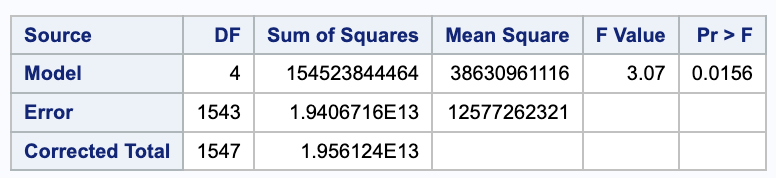 Source DF Sum of Squares Mean Square F Value Pr > F
Model 4 154523844464 38630961116 3.07 0.0156
Error 1543 1.9406716E13 12577262321
Corrected Total 1547 1.956124E13